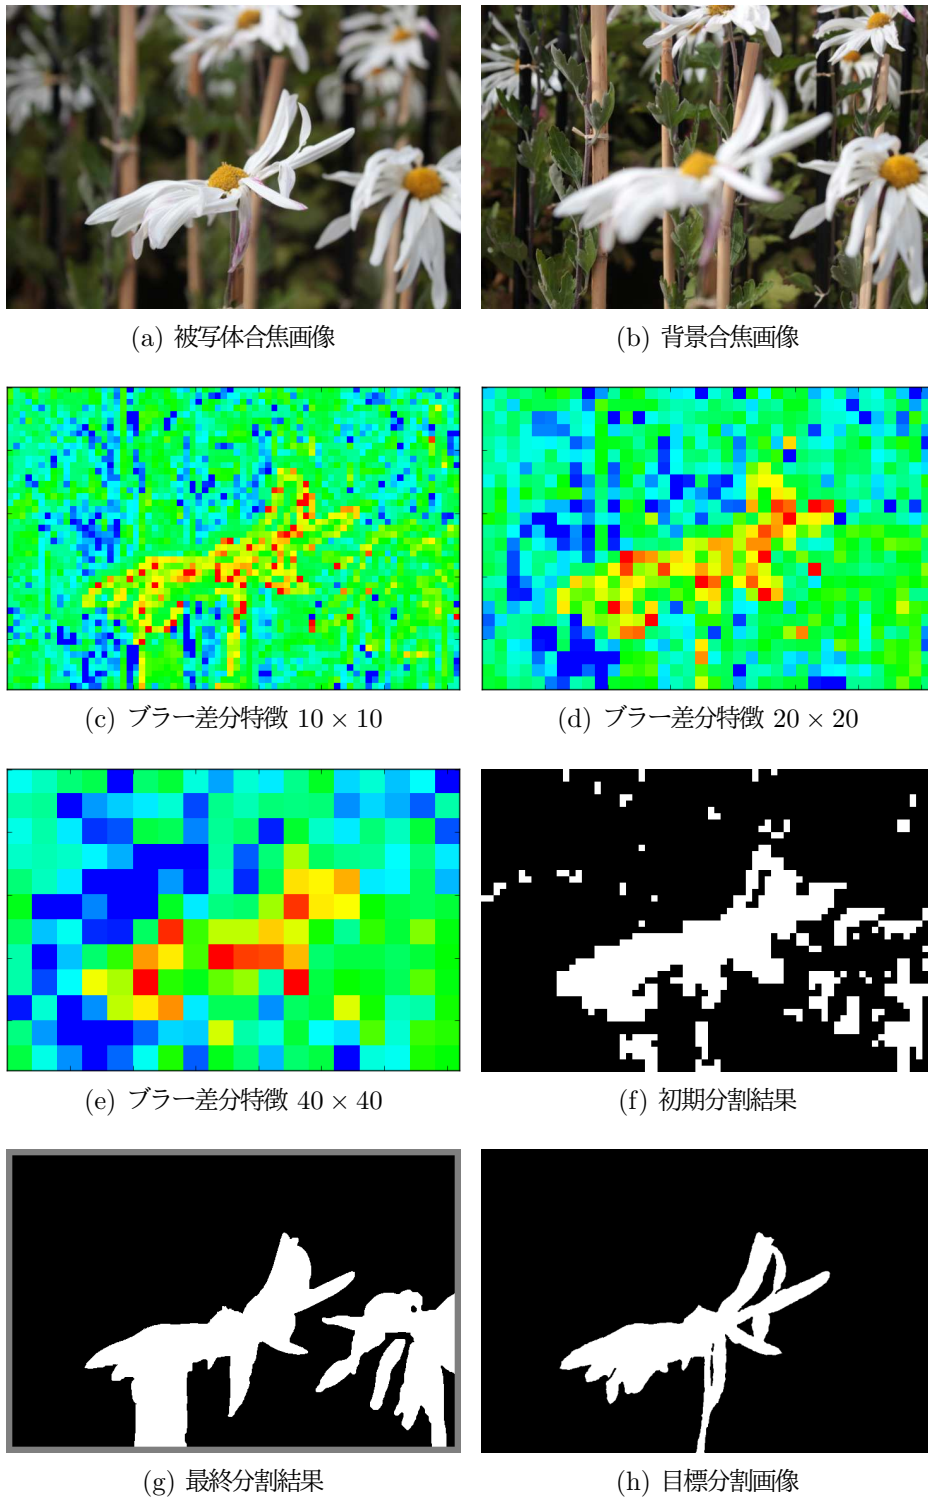 (a) 被写体合焦画像
(b) 背景合焦画像
(c) ブラー差分特徴 10 × 10
(d) ブラー差分特徴 20 × 20
(e) ブラー差分特徴 40 × 40
(f) 初期分割結果
(g) 最終分割結果
(h) 目標分割画像